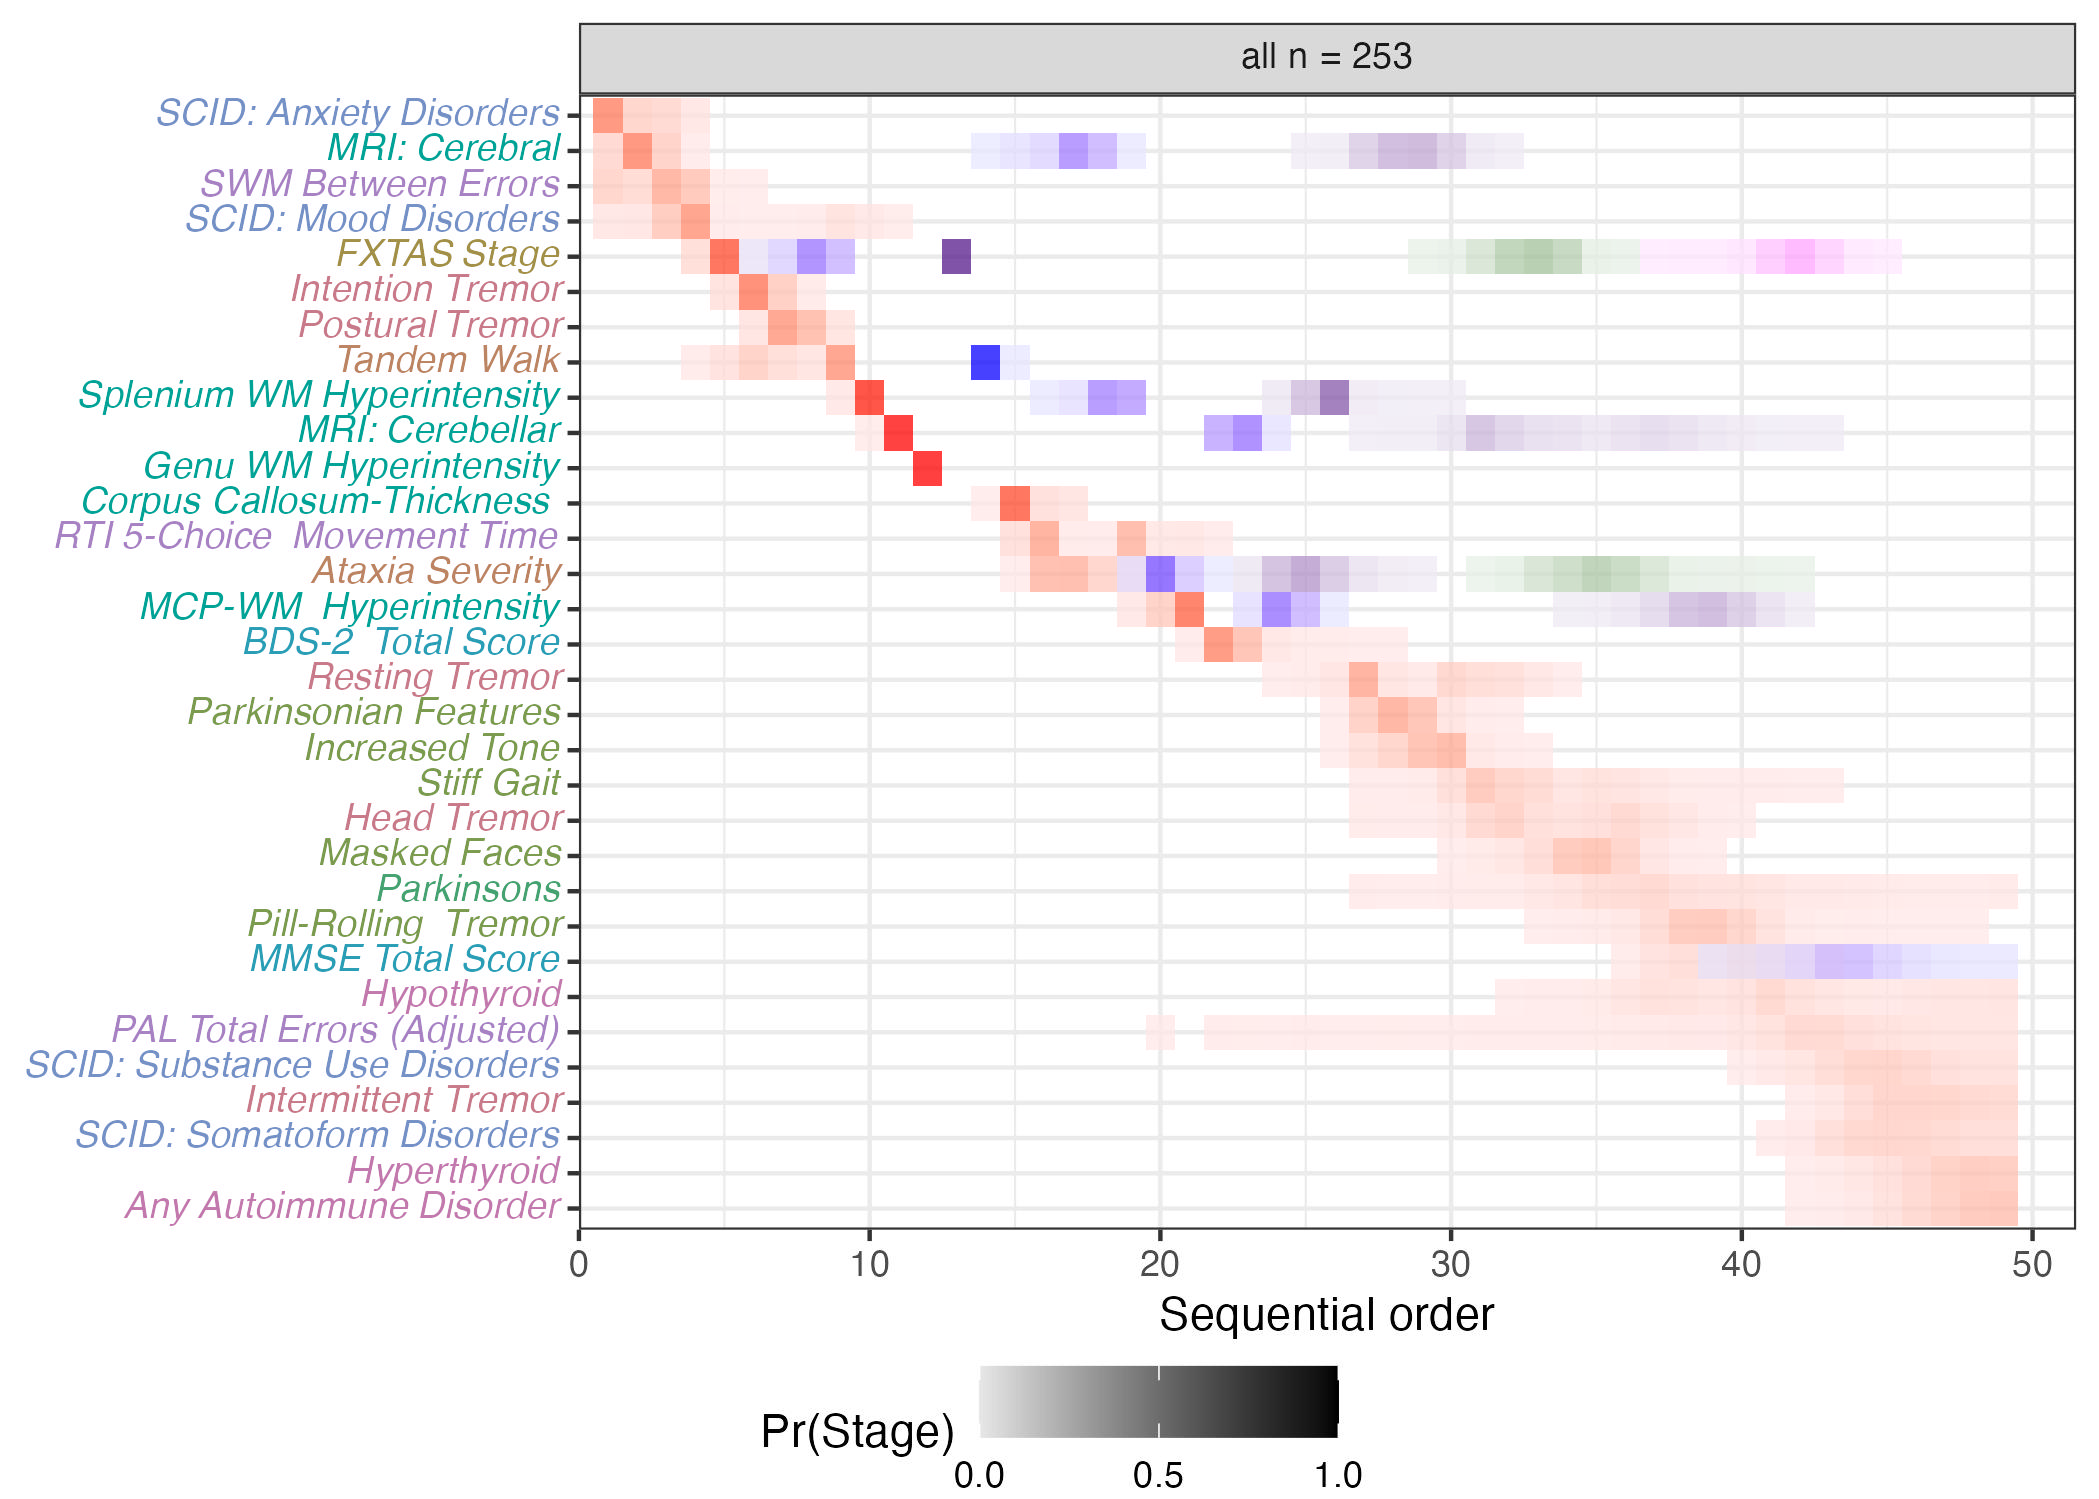 all n = 253
SCID: Anxiety Disorders
MRI: Cerebral
SWM Between Errors
SCID: Mood Disorders
FXTAS Stage
Intention Tremor
Postural Tremor
Tandem Walk
Splenium WM Hyperintensity
MRI: Cerebellar
Genu WM Hyperintensity
Corpus Callosum-Thickness
RTI 5-Choice  Movement Time
Ataxia Severity
MCP-WM  Hyperintensity
BDS-2  Total Score
Resting Tremor
Parkinsonian Features
Increased Tone
Stiff Gait
Head Tremor
Masked Faces
Parkinsons
Pill-Rolling  Tremor
MMSE Total Score
Hypothyroid
PAL Total Errors (Adjusted)
SCID: Substance Use Disorders
Intermittent Tremor
SCID: Somatoform Disorders
Hyperthyroid
Any Autoimmune Disorder
0 10 20 30 40 50
Sequential order
Pr(Stage)
0.0 0.5 1.0